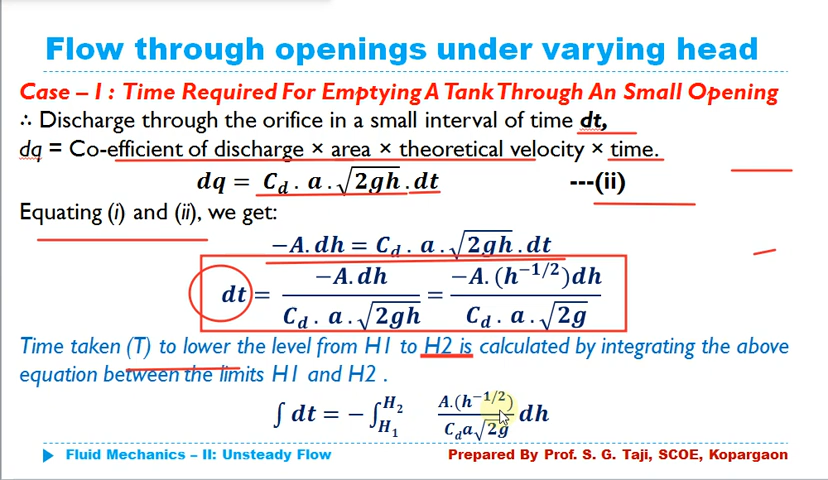 Flow through openings under varying head
Case – 1 : Time Required For Emptying A Tank Through An Small Opening
∴ Discharge through the orifice in a small interval of time dt,
dq = Co-efficient of discharge × area × theoretical velocity × time.
dq = C_d . a .√(2gh) .dt ---(ii)
Equating (i) and (ii), we get:
−A. dh = C_d . a .√(2gh) . dt
dt = (−A. dh)/(C_d . a .√(2gh)) = (−A. (h^(−1/2))dh)/(C_d . a .√(2g))
Time taken (T) to lower the level from H1 to H2 is calculated by integrating the above
equation between the limits H1 and H2 .
∫ dt = − ∫_{H_1}^{H_2} (A.(h^(−1/2)))/(C_d a√(2g)) dh
Fluid Mechanics – II: Unsteady Flow Prepared By Prof. S. G. Taji, SCOE, Kopargaon